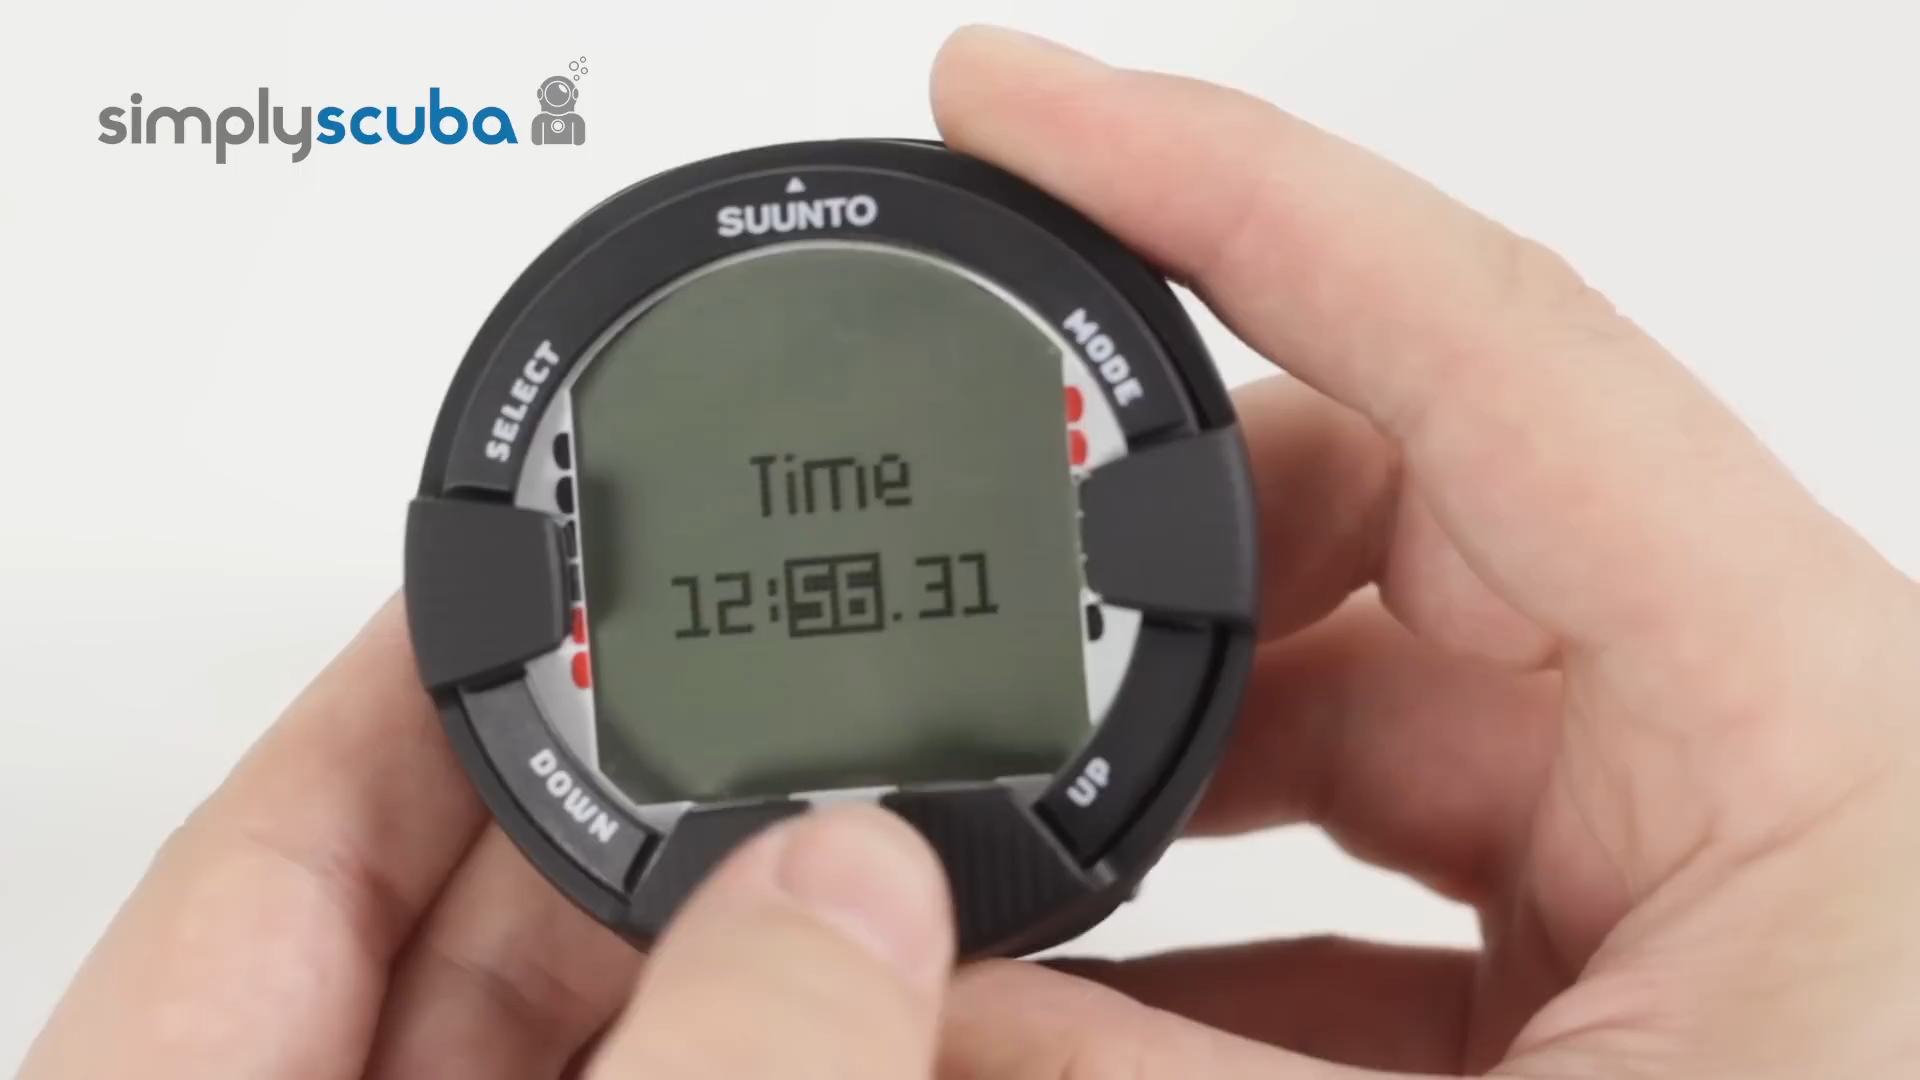 simplyscuba
SUUNTO
SELECT
MODE
Time
12:56.31
DOWN
UP